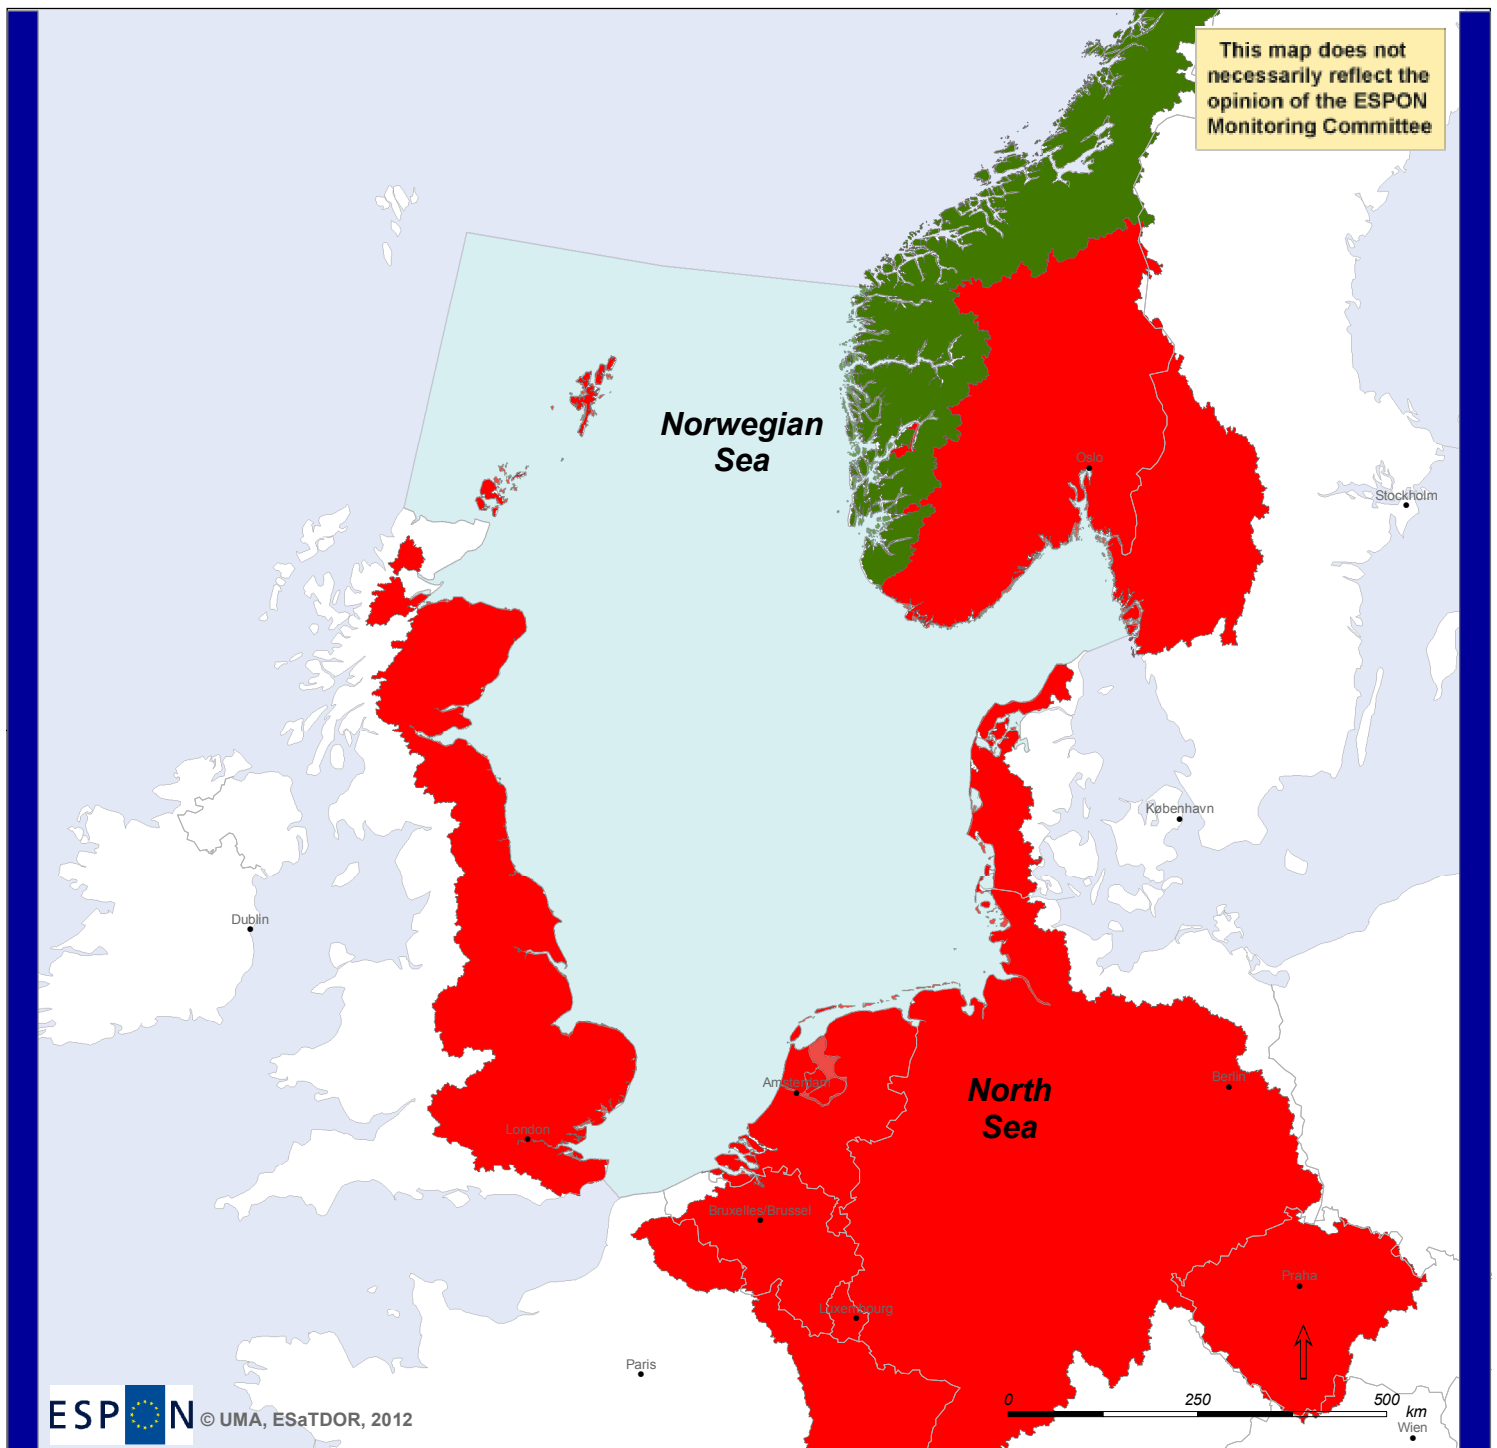 This map does not
necessarily reflect the
opinion of the ESPON
Monitoring Committee
Norwegian
Sea
Oslo
Stockholm
København
Dublin
Amsterdam
North
Sea
Berlin
London
Bruxelles/Brussel
Praha
Luxembourg
Paris
0 250 500
km
Wien
ESPON © UMA, ESaTDOR, 2012